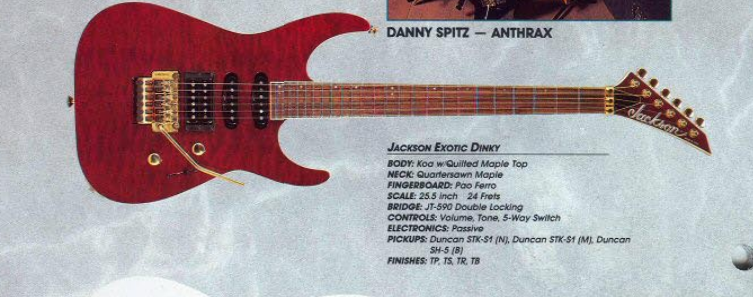 DANNY SPITZ — ANTHRAX
Jackson
JACKSON EXOTIC DINKY
BODY: Koa w/Quilted Maple Top
NECK: Quartersawn Maple
FINGERBOARD: Pao Ferro
SCALE: 25.5 inch 24 Frets
BRIDGE: JT-590 Double Locking
CONTROLS: Volume, Tone, 5-Way Switch
ELECTRONICS: Passive
PICKUPS: Duncan STK-S1 (N), Duncan STK-S1 (M), Duncan
SH-5 (B)
FINISHES: TP, TS, TR, TB